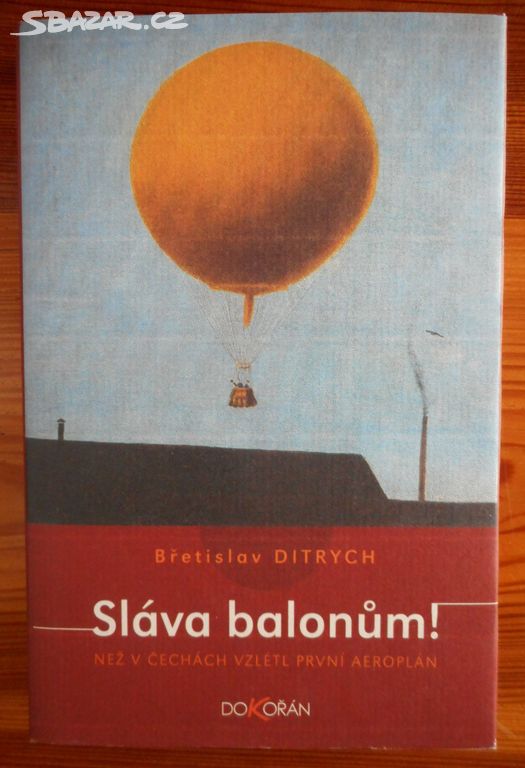 SBAZAR.CZ
Břetislav DITRYCH
Sláva balonům!
NEŽ V ČECHÁCH VZLÉTL PRVNÍ AEROPLÁN
DOKOŘÁN